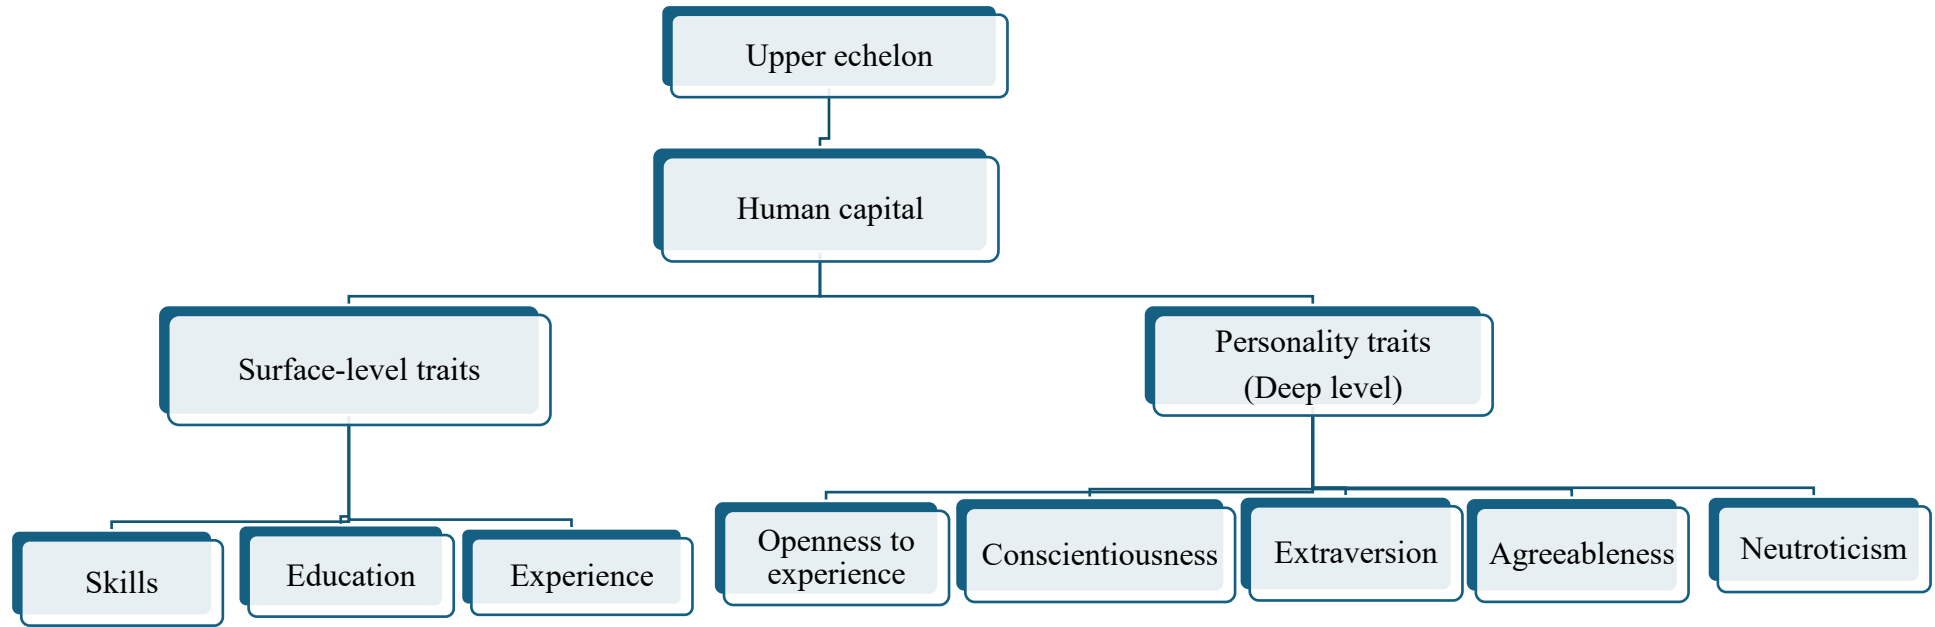 Upper echelon
Human capital
Surface-level traits
Personality traits
(Deep level)
Skills
Education
Experience
Openness to
experience
Conscientiousness
Extraversion
Agreeableness
Neutroticism